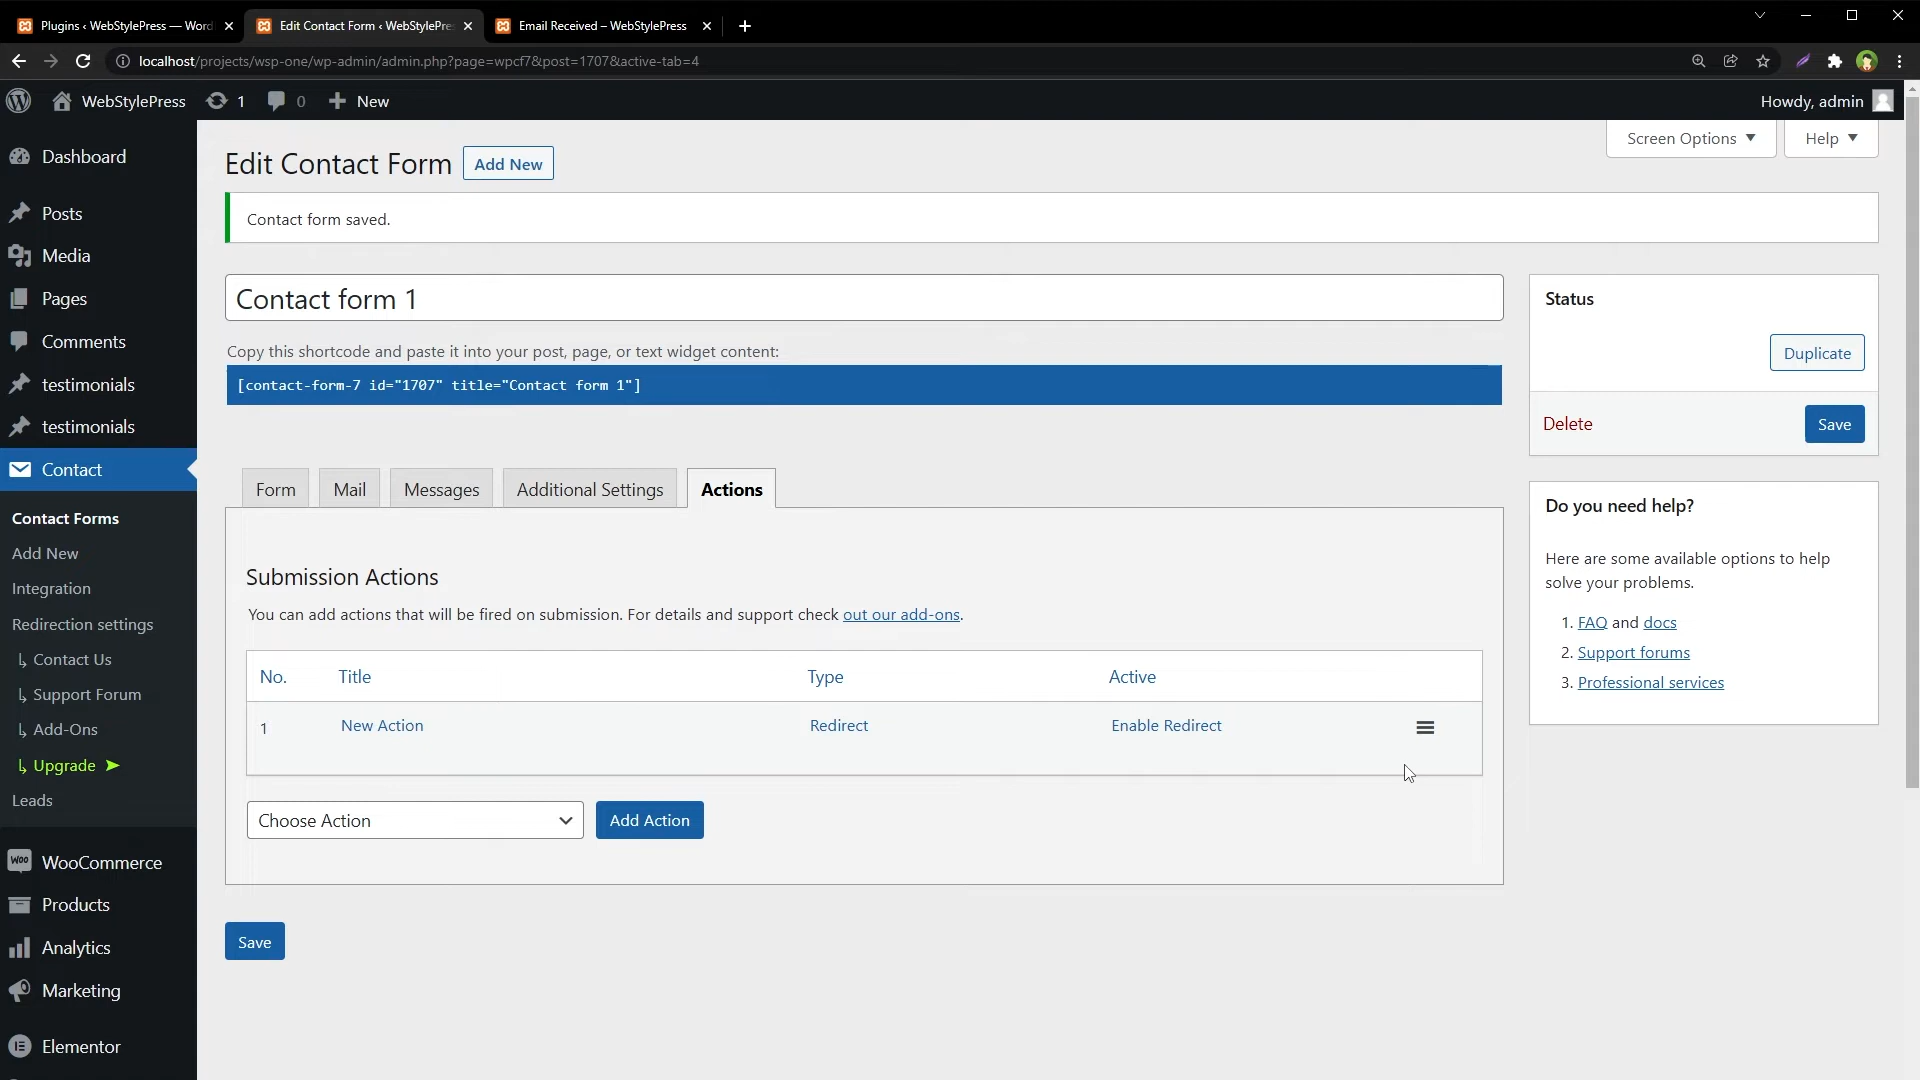 Plugins ‹ WebStylePress — Word
Edit Contact Form ‹ WebStylePre
Email Received – WebStylePress
localhost/projects/wsp-one/wp-admin/admin.php?page=wpcf7&post=1707&active-tab=4
WebStylePress
1
0
New
Howdy, admin
Screen Options
Help
Dashboard
Posts
Media
Pages
Comments
testimonials
testimonials
Contact
Contact Forms
Add New
Integration
Redirection settings
↳ Contact Us
↳ Support Forum
↳ Add-Ons
↳ Upgrade ➤
Leads
WooCommerce
Products
Analytics
Marketing
Elementor
Edit Contact Form
Add New
Contact form saved.
Contact form 1
Copy this shortcode and paste it into your post, page, or text widget content:
[contact-form-7 id="1707" title="Contact form 1"]
Form
Mail
Messages
Additional Settings
Actions
Submission Actions
You can add actions that will be fired on submission. For details and support check out our add-ons.
No. Title Type Active
1 New Action Redirect Enable Redirect
Choose Action
Add Action
Save
Status
Duplicate
Delete
Save
Do you need help?
Here are some available options to help
solve your problems.
1. FAQ and docs
2. Support forums
3. Professional services